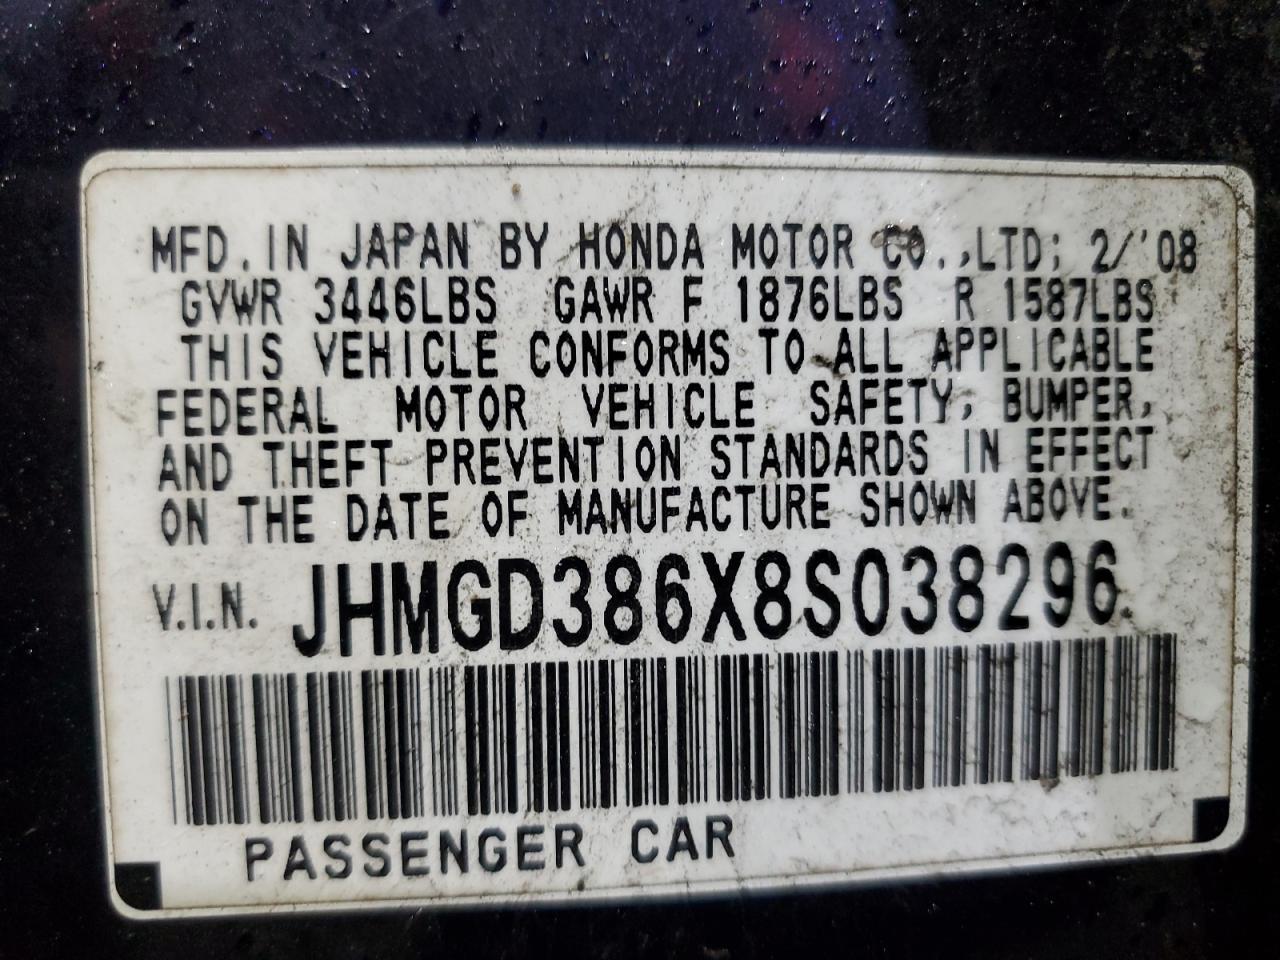 MFD. IN JAPAN BY HONDA MOTOR CO., LTD; 2/'08
GVWR 3446LBS GAWR F 1876LBS R 1587LBS
THIS VEHICLE CONFORMS TO ALL APPLICABLE
FEDERAL MOTOR VEHICLE SAFETY, BUMPER,
AND THEFT PREVENTION STANDARDS IN EFFECT
ON THE DATE OF MANUFACTURE SHOWN ABOVE.
V.I.N. JHMGD386X8S038296
PASSENGER CAR